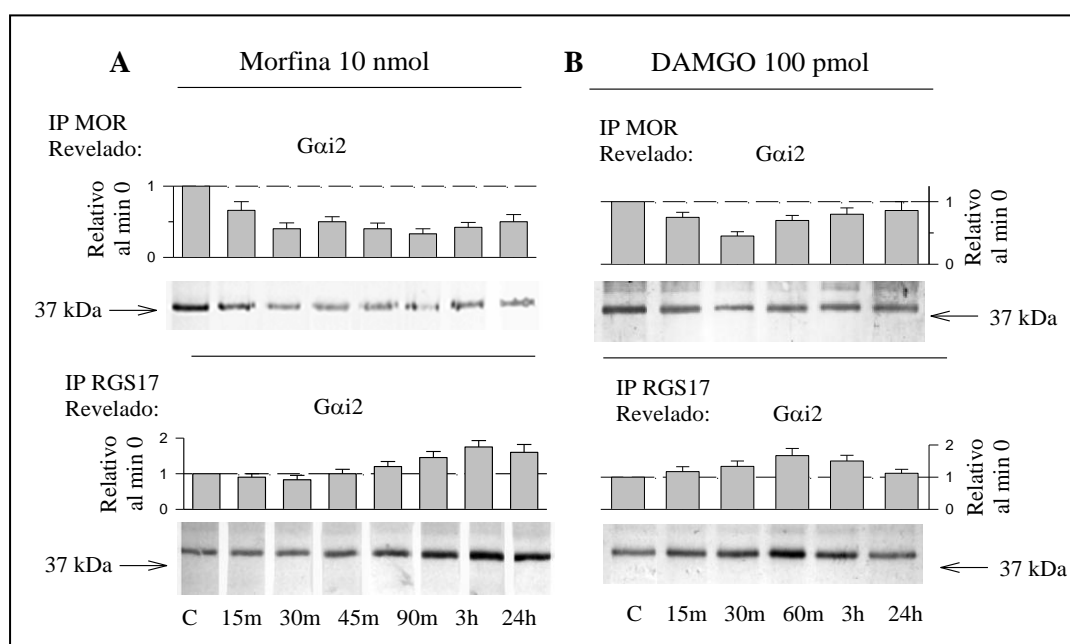 A
Morfina 10 nmol
IP MOR
Revelado:
Gαi2
Relativo
al min 0
1
0
37 kDa
IP RGS17
Revelado:
Gαi2
Relativo
al min 0
2
1
0
37 kDa
C 15m 30m 45m 90m 3h 24h
B
DAMGO 100 pmol
IP MOR
Revelado:
Gαi2
1
0
Relativo
al min 0
37 kDa
IP RGS17
Revelado:
Gαi2
2
1
0
Relativo
al min 0
37 kDa
C 15m 30m 60m 3h 24h